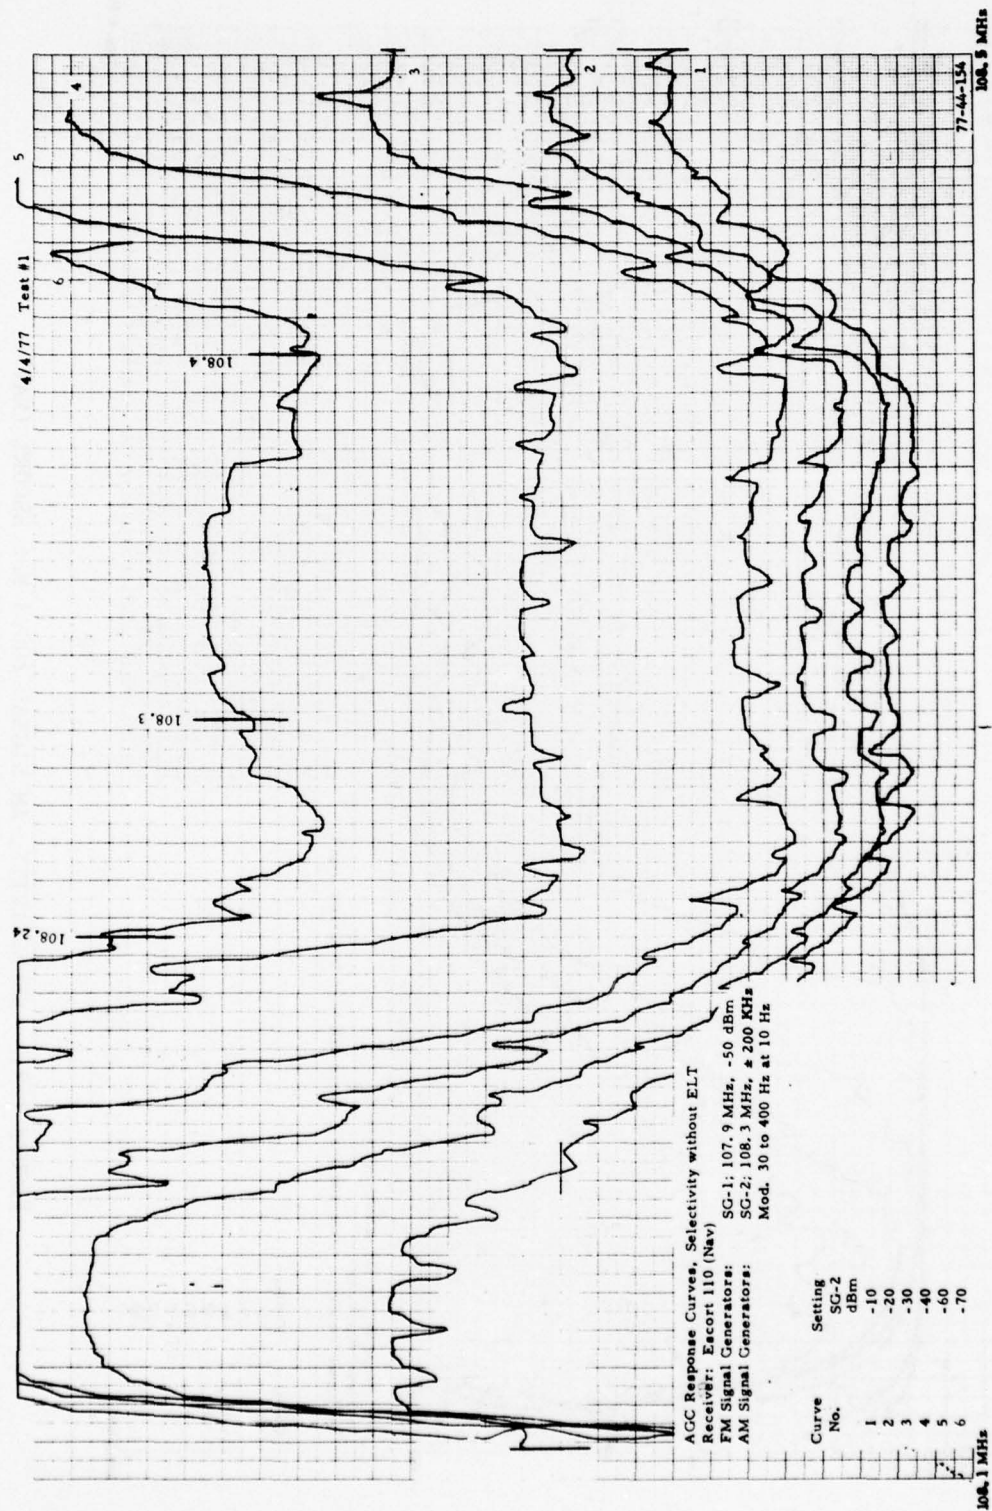 4/4/77 Test #1
5
4
6
3
2
1
108.24
108.3
108.4
AGC Response Curves, Selectivity without ELT
Receiver: Escort 110 (Nav)
FM Signal Generators: SG-1; 107.9 MHz, -50 dBm
AM Signal Generators: SG-2; 108.3 MHz, ± 200 KHz
Mod. 30 to 400 Hz at 10 Hz
Curve No. Setting SG-2 dBm
1 -10
2 -20
3 -30
4 -40
5 -60
6 -70
77-44-154
108.1 MHz
108.5 MHz